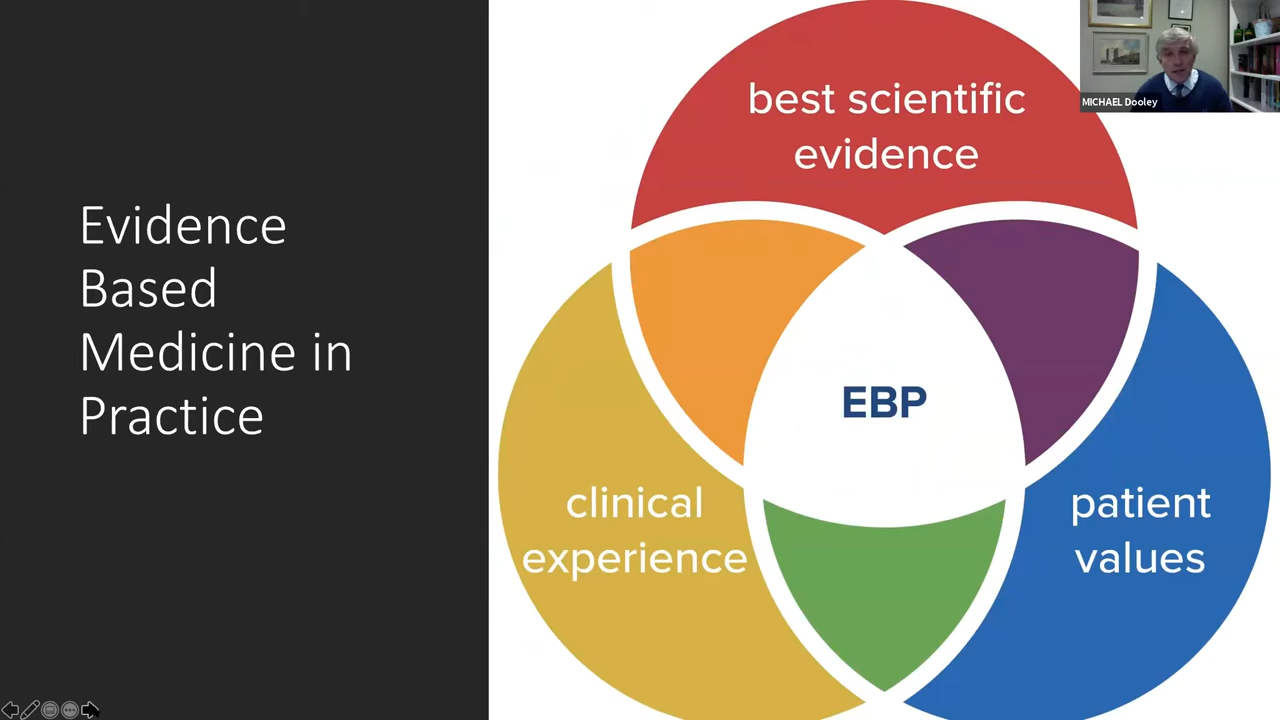 Evidence
Based
Medicine in
Practice
best scientific
evidence
MICHAEL Dooley
EBP
clinical
experience
patient
values